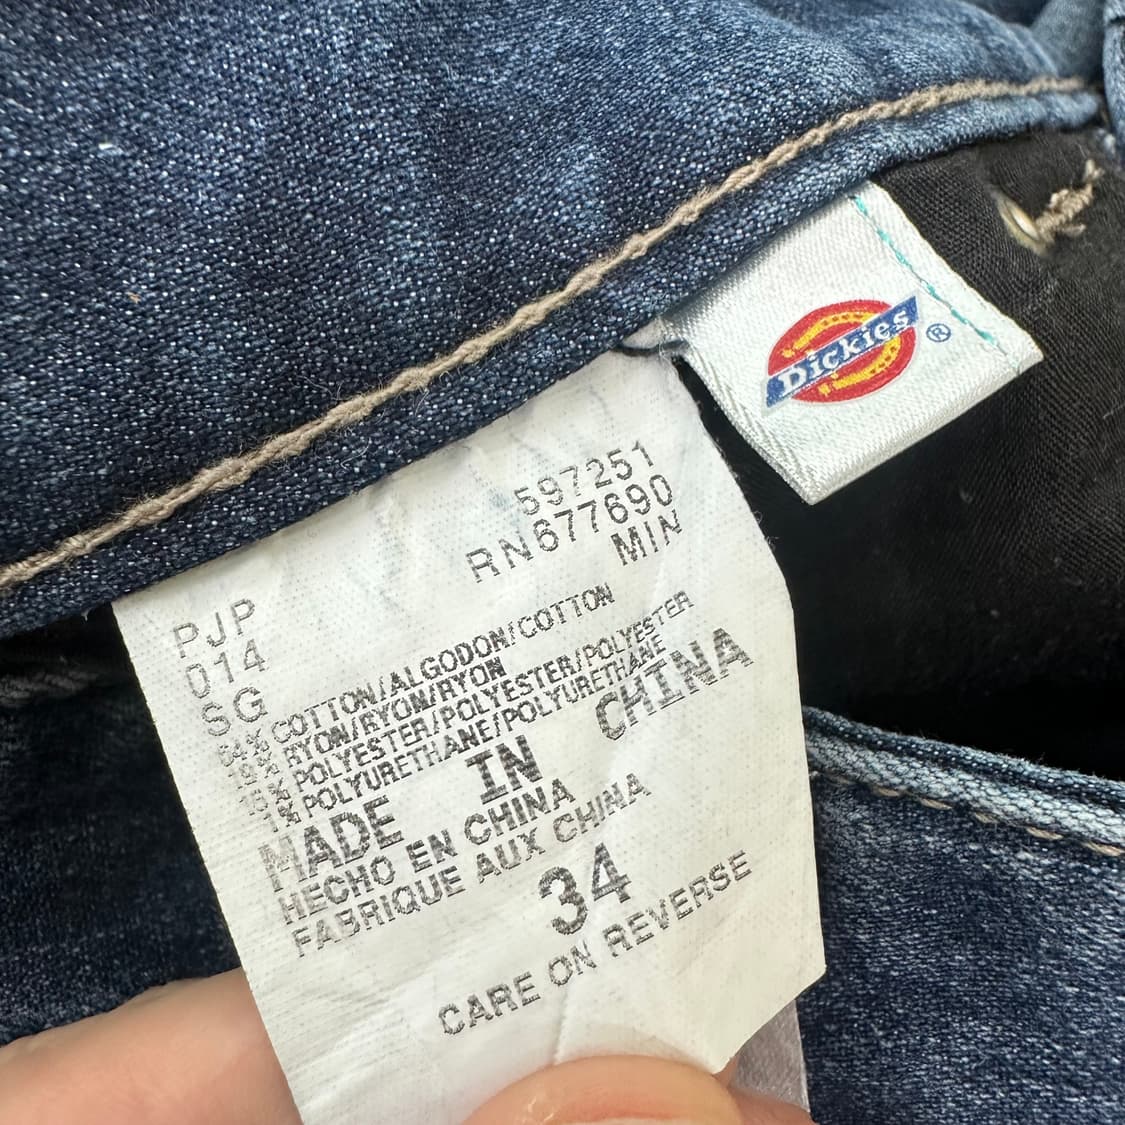 Dickies®
597251
RN677690
MIN
PJP
014
SG
64% COTTON/ALGODON/COTTON
19% RYON/RYON/RYON
16% POLYESTER/POLYESTER/POLYESTER
1% POLYURETHANE/POLYURETHANE
MADE IN CHINA
HECHO EN CHINA
FABRIQUE AUX CHINA
34
CARE ON REVERSE